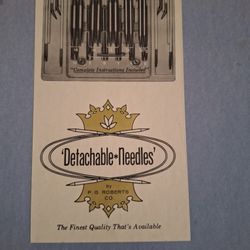 "Complete Instructions Included"
'Detachable-Needles'
by
P. G. ROBERTS
CO.
The Finest Quality That's Available